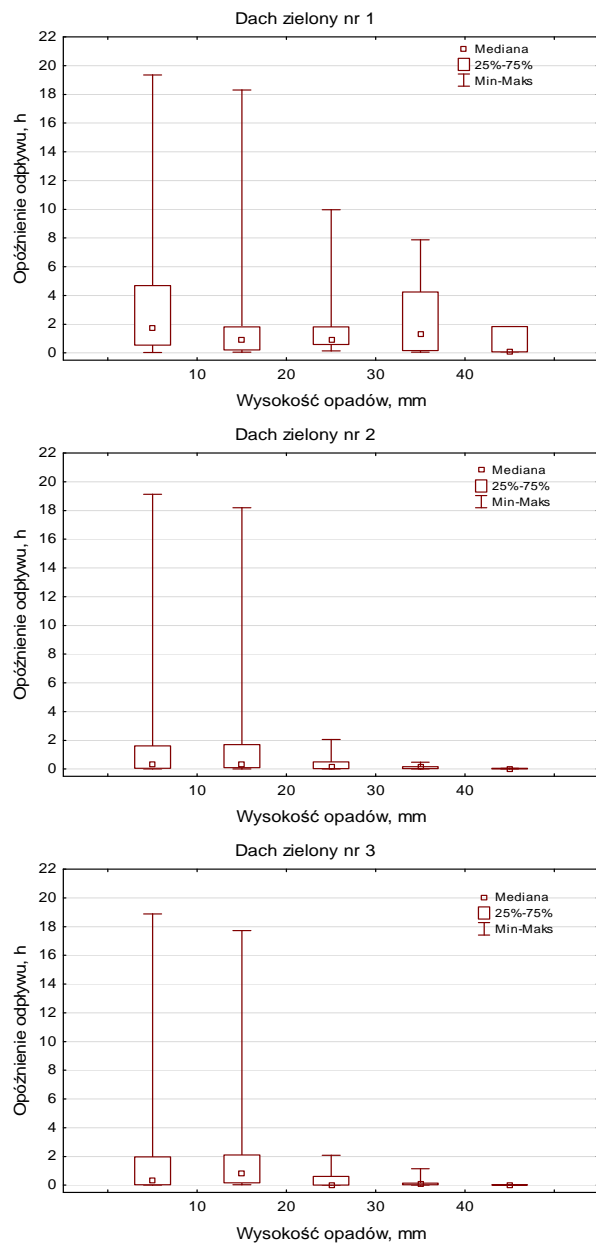 Dach zielony nr 1
22
20
18
16
14
12
10
8
6
4
2
0
Opóźnienie odpływu, h
Mediana
25%-75%
Min-Maks
10 20 30 40
Wysokość opadów, mm
Dach zielony nr 2
22
20
18
16
14
12
10
8
6
4
2
0
Opóźnienie odpływu, h
Mediana
25%-75%
Min-Maks
10 20 30 40
Wysokość opadów, mm
Dach zielony nr 3
22
20
18
16
14
12
10
8
6
4
2
0
Opóźnienie odpływu, h
Mediana
25%-75%
Min-Maks
10 20 30 40
Wysokość opadów, mm